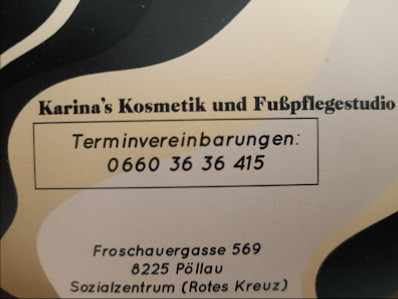 Karina's Kosmetik und Fußpflegestudio
Terminvereinbarungen:
0660 36 36 415
Froschauergasse 569
8225 Pöllau
Sozialzentrum (Rotes Kreuz)